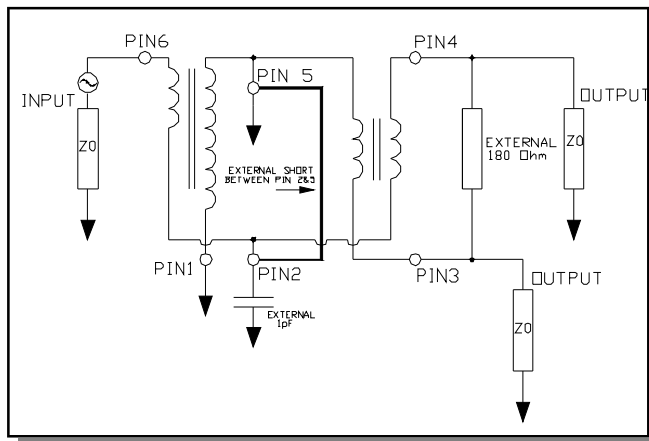 PIN6
PIN4
PIN 5
INPUT
OUTPUT
Z0
EXTERNAL
180 Ohm
Z0
EXTERNAL SHORT
BETWEEN PIN 2&5
PIN1
PIN2
PIN3
OUTPUT
EXTERNAL
1pF
Z0